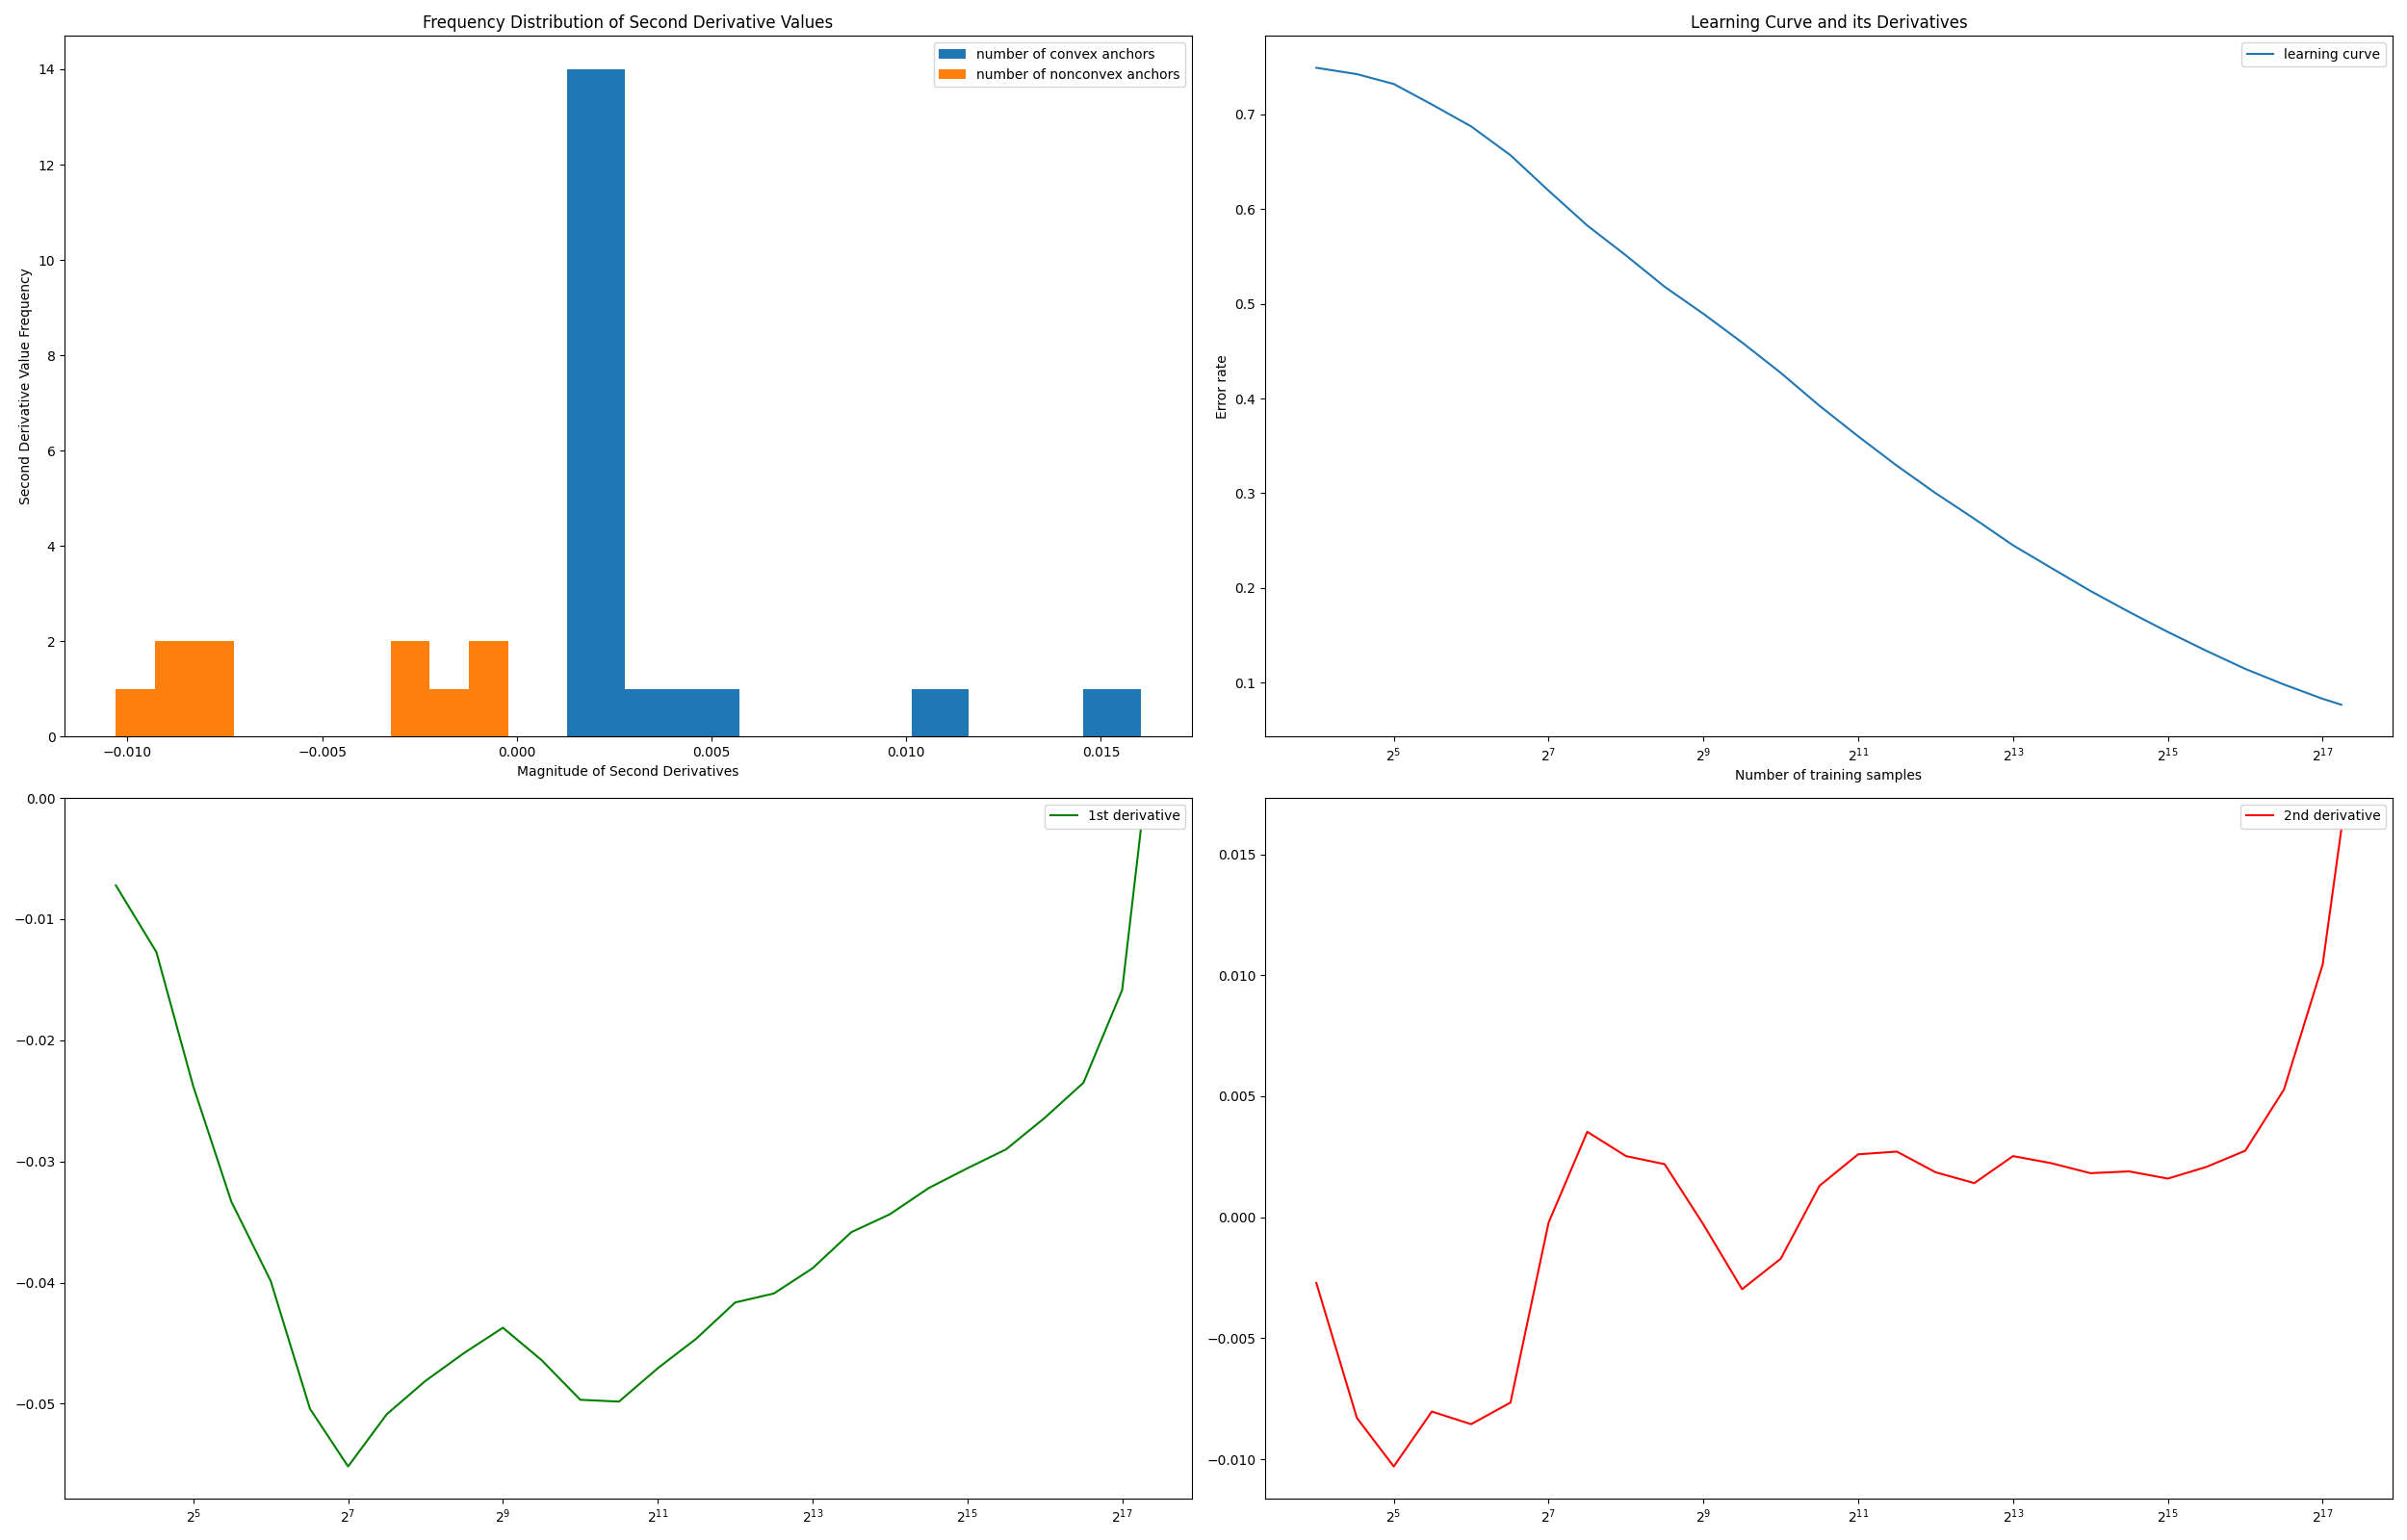 Frequency Distribution of Second Derivative Values
number of convex anchors
number of nonconvex anchors
Second Derivative Value Frequency
14
12
10
8
6
4
2
0
−0.010 −0.005 0.000 0.005 0.010 0.015
Magnitude of Second Derivatives
Learning Curve and its Derivatives
learning curve
Error rate
0.7
0.6
0.5
0.4
0.3
0.2
0.1
2^5 2^7 2^9 2^11 2^13 2^15 2^17
Number of training samples
1st derivative
0.00
−0.01
−0.02
−0.03
−0.04
−0.05
2^5 2^7 2^9 2^11 2^13 2^15 2^17
2nd derivative
0.015
0.010
0.005
0.000
−0.005
−0.010
2^5 2^7 2^9 2^11 2^13 2^15 2^17